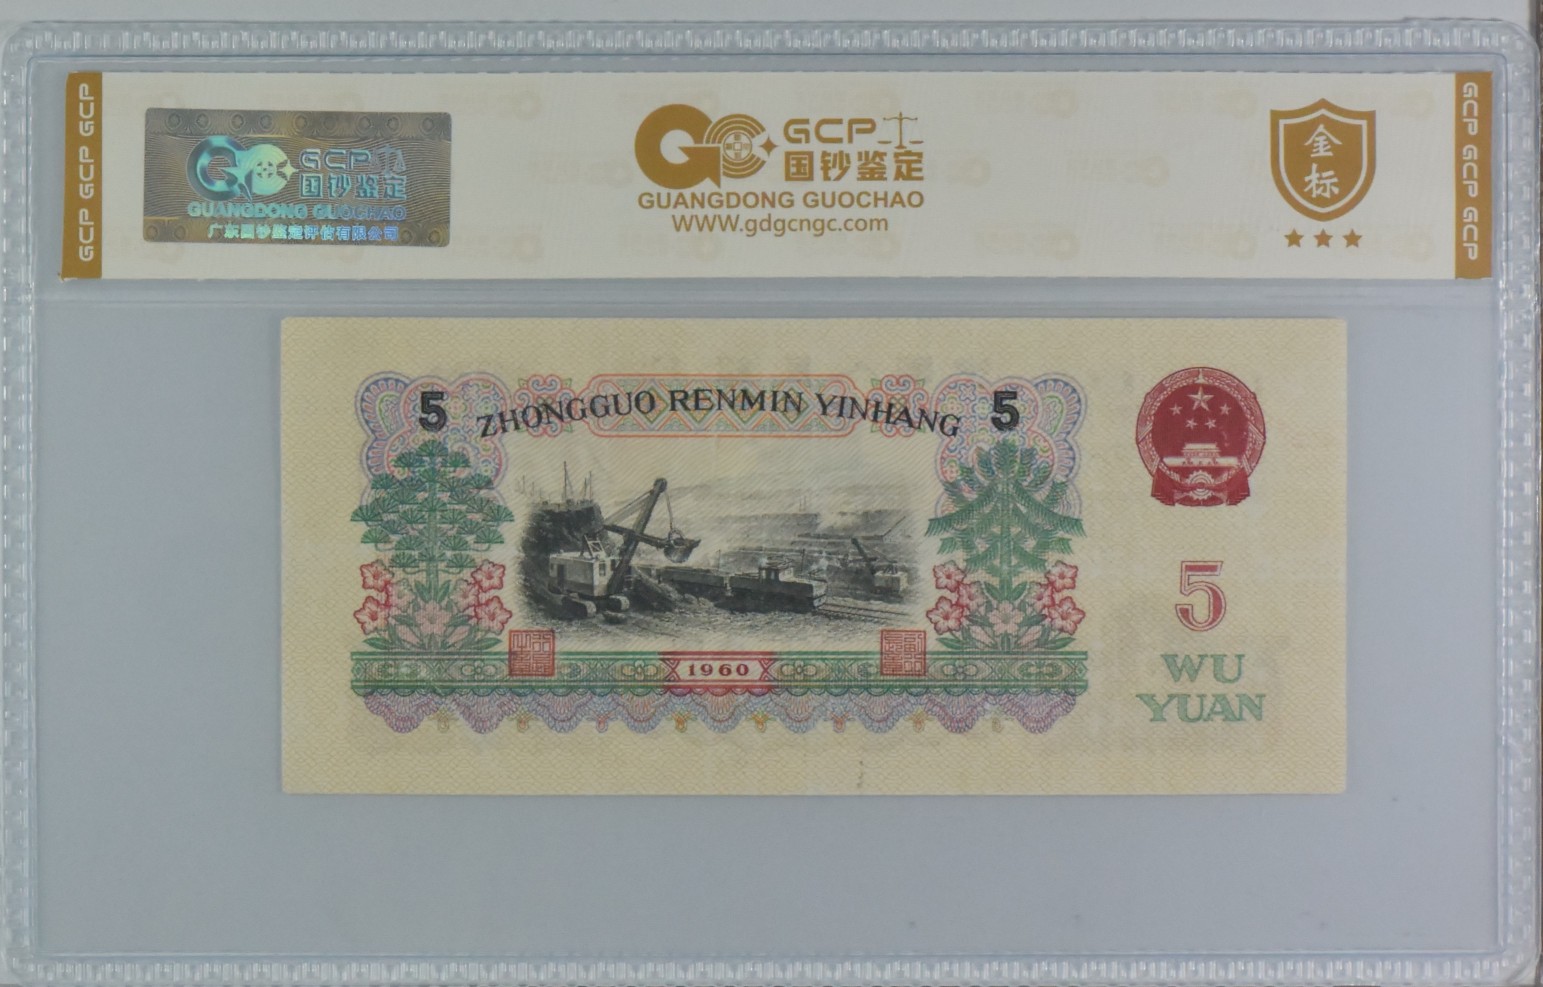 GCP GCP GCP
GCP
国钞鉴定
GUANGDONG GUOCHAO
广东国钞鉴定评估有限公司
GCP
国钞鉴定
GUANGDONG GUOCHAO
WWW.gdgcngc.com
金
标
GCP GCP GCP
5 ZHONGGUO RENMIN YINHANG 5
1960
5
WU
YUAN